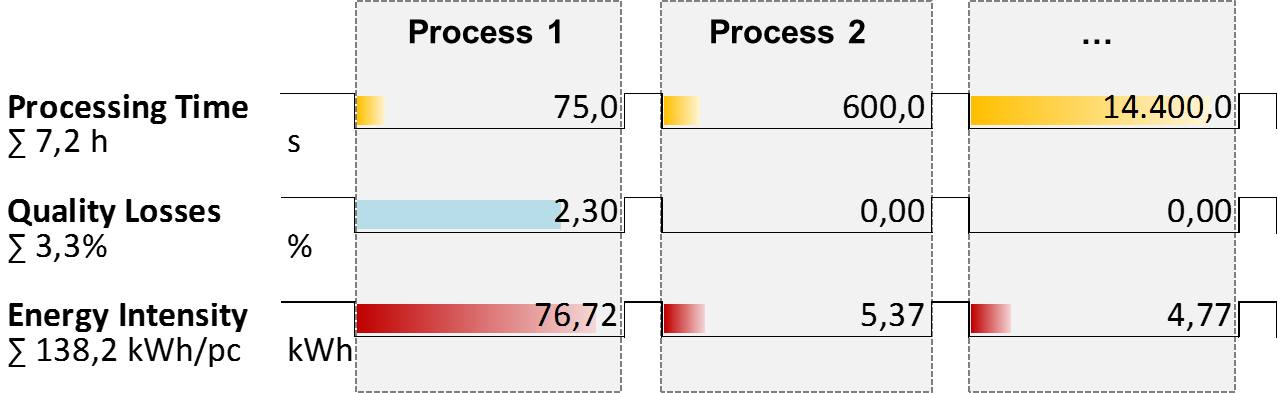 Process 1 Process 2 ...
Processing Time 75,0 600,0 14.400,0
∑ 7,2 h s
Quality Losses 2,30 0,00 0,00
∑ 3,3% %
Energy Intensity 76,72 5,37 4,77
∑ 138,2 kWh/pc kWh